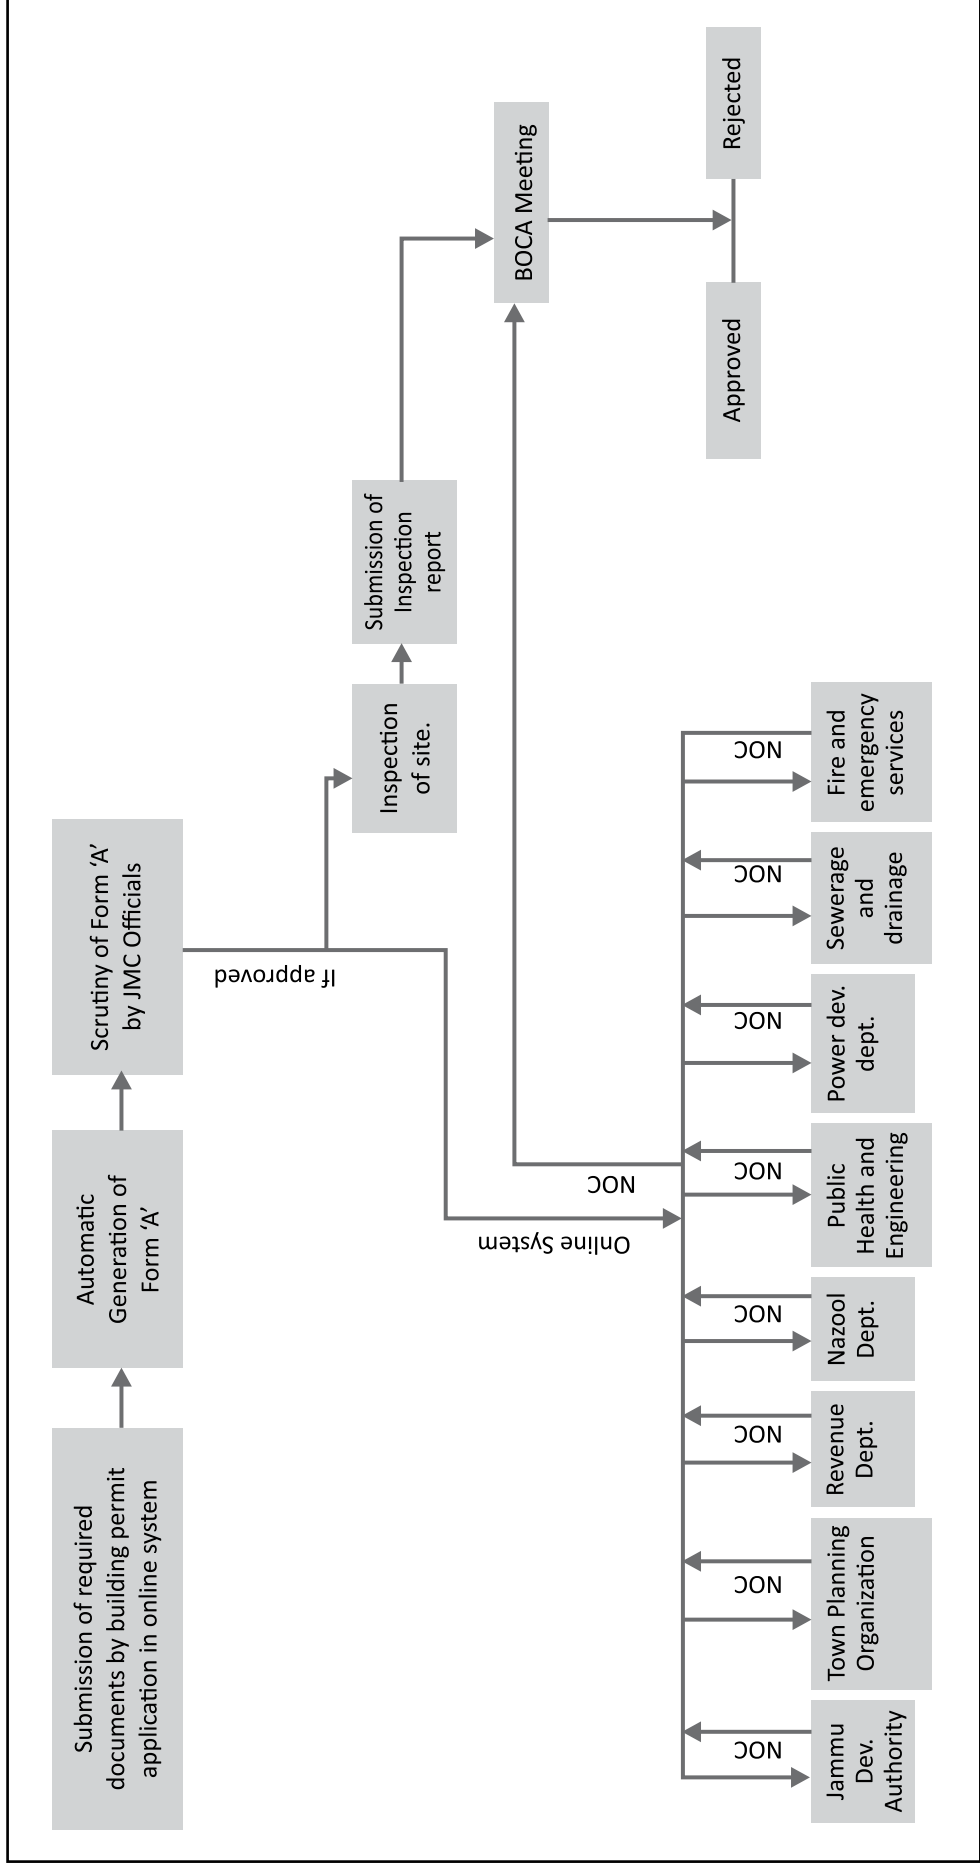 Submission of required
documents by building permit
application in online system
Automatic
Generation of
Form ‘A’
Scrutiny of Form ‘A’
by JMC Officials
If approved
Inspection
of site.
Submission of
Inspection
report
BOCA Meeting
Online System
NOC
Approved
Rejected
NOC
NOC
NOC
NOC
NOC
NOC
NOC
NOC
Jammu
Dev.
Authority
Town Planning
Organization
Revenue
Dept.
Nazool
Dept.
Public
Health and
Engineering
Power dev.
dept.
Sewerage
and
drainage
Fire and
emergency
services